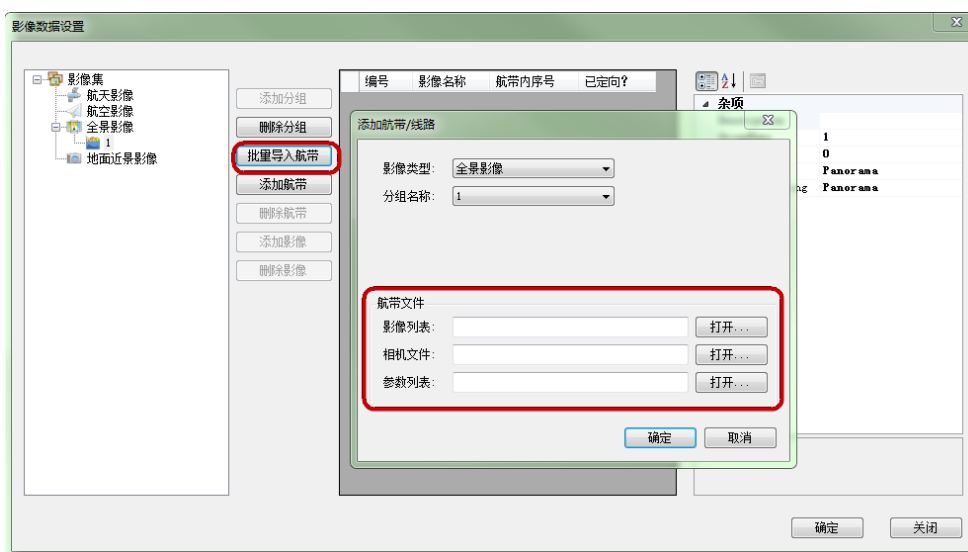 影像数据设置
影像集
航天影像
航空影像
全景影像
1
地面近景影像
添加分组
删除分组
批量导入航带
添加航带
删除航带
添加影像
删除影像
编号 影像名称 航带内序号 已定向?
杂项
1
0
Panorama
ng Panorama
添加航带/线路
影像类型: 全景影像
分组名称: 1
航带文件
影像列表: 打开...
相机文件: 打开...
参数列表: 打开...
确定 取消
确定 关闭